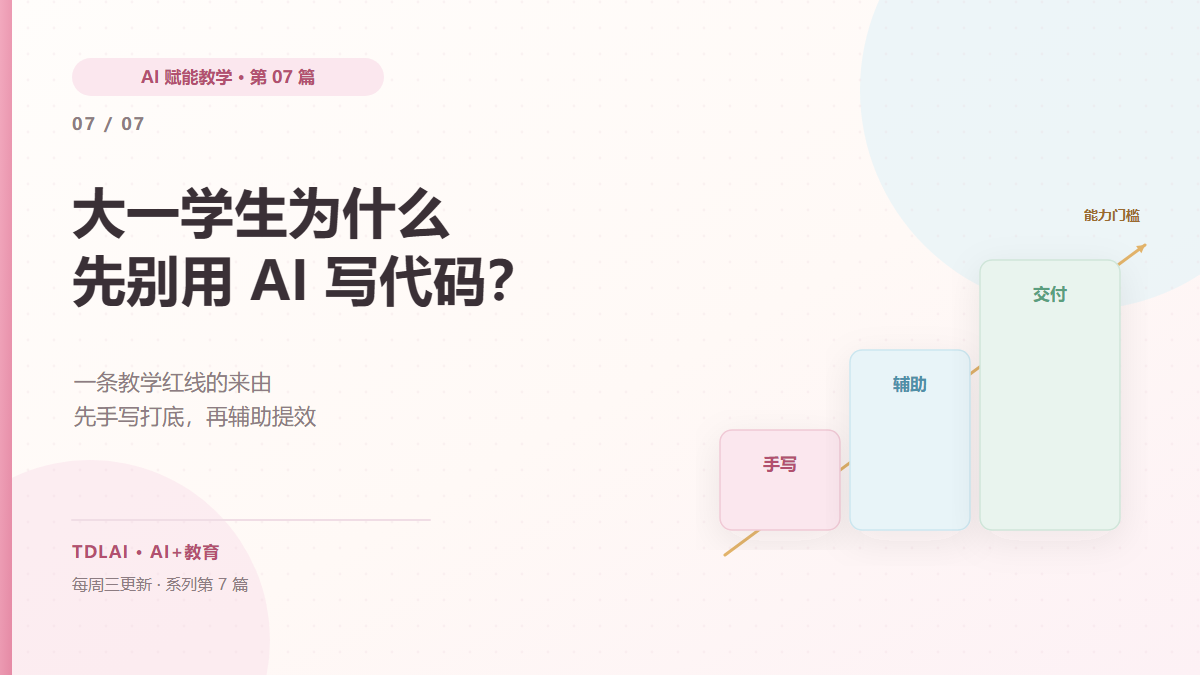 AI 赋能教学 • 第 07 篇
07 / 07
大一学生为什么
先别用 AI 写代码？
一条教学红线的来由
先手写打底，再辅助提效
能力门槛
交付
辅助
手写
TDLAI • AI+教育
每周三更新 · 系列第 7 篇